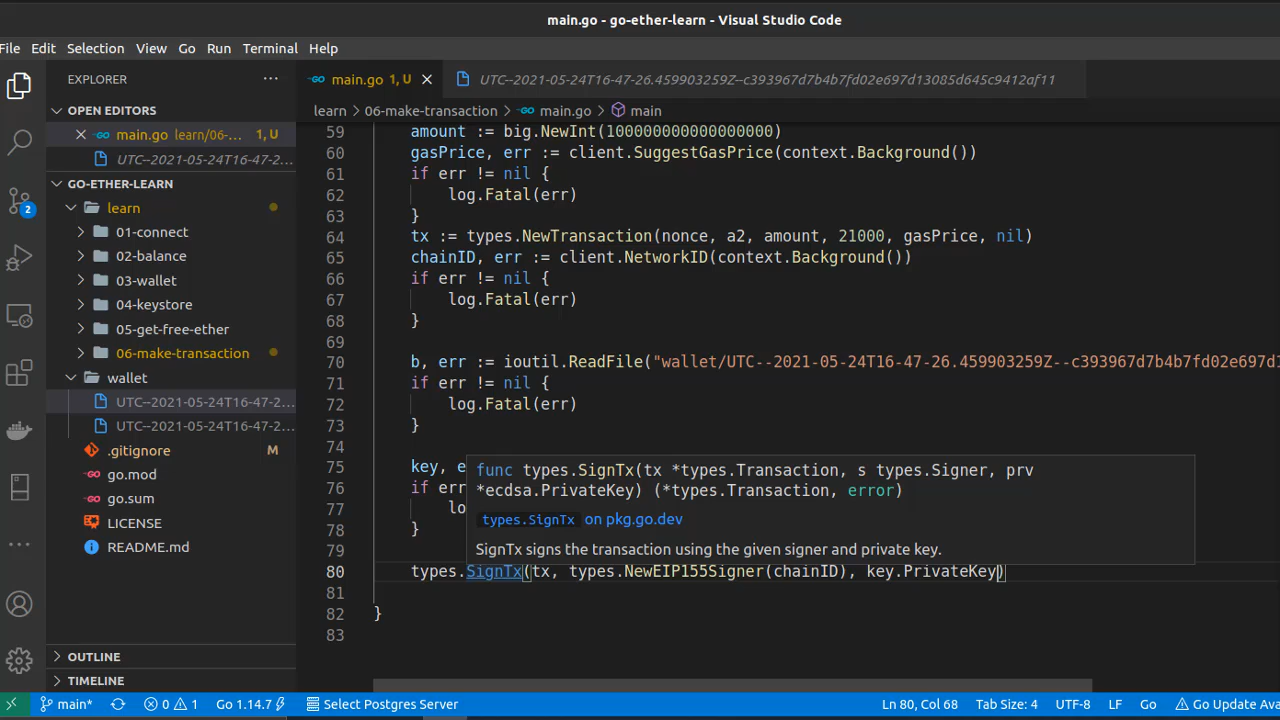 main.go - go-ether-learn - Visual Studio Code
File Edit Selection View Go Run Terminal Help
EXPLORER
OPEN EDITORS
main.go learn/06-... 1, U
UTC--2021-05-24T16-47-2...
GO-ETHER-LEARN
learn
01-connect
02-balance
03-wallet
04-keystore
05-get-free-ether
06-make-transaction
wallet
UTC--2021-05-24T16-47-2...
UTC--2021-05-24T16-47-2...
.gitignore M
go.mod
go.sum
LICENSE
README.md
OUTLINE
TIMELINE
2
main.go 1, U
UTC--2021-05-24T16-47-26.459903259Z--c393967d7b4b7fd02e697d13085d645c9412af11
learn > 06-make-transaction > main.go > main
59 amount := big.NewInt(100000000000000000)
60 gasPrice, err := client.SuggestGasPrice(context.Background())
61 if err != nil {
62 log.Fatal(err)
63 }
64 tx := types.NewTransaction(nonce, a2, amount, 21000, gasPrice, nil)
65 chainID, err := client.NetworkID(context.Background())
66 if err != nil {
67 log.Fatal(err)
68 }
69
70 b, err := ioutil.ReadFile("wallet/UTC--2021-05-24T16-47-26.459903259Z--c393967d7b4b7fd02e697d1
71 if err != nil {
72 log.Fatal(err)
73 }
74
75 key, e
76 if err
77 lo
78 }
79
func types.SignTx(tx *types.Transaction, s types.Signer, prv
*ecdsa.PrivateKey) (*types.Transaction, error)
types.SignTx on pkg.go.dev
SignTx signs the transaction using the given signer and private key.
80 types.SignTx(tx, types.NewEIP155Signer(chainID), key.PrivateKey)
81
82 }
83
main* 0 1 Go 1.14.7 Select Postgres Server Ln 80, Col 68 Tab Size: 4 UTF-8 LF Go Go Update Ava